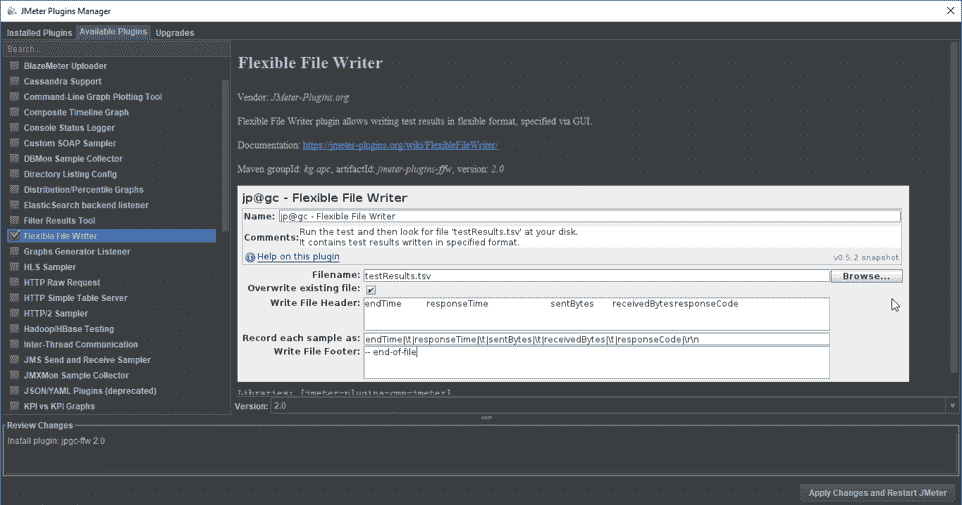 JMeter Plugins Manager
Installed Plugins Available Plugins Upgrades
Search...
BlazeMeter Uploader
Cassandra Support
Command-Line Graph Plotting Tool
Composite Timeline Graph
Console Status Logger
Custom SOAP Sampler
DBMon Sample Collector
Directory Listing Config
Distribution/Percentile Graphs
ElasticSearch backend listener
Filter Results Tool
Flexible File Writer
Graphs Generator Listener
HLS Sampler
HTTP Raw Request
HTTP Simple Table Server
HTTP/2 Sampler
Hadoop/HBase Testing
Inter-Thread Communication
JMS Send and Receive Sampler
JMXMon Sample Collector
JSON/YAML Plugins (deprecated)
KPI vs KPI Graphs
Flexible File Writer
Vendor: JMeter-Plugins.org
Flexible File Writer plugin allows writing test results in flexible format, specified via GUI.
Documentation: https://jmeter-plugins.org/wiki/FlexibleFileWriter/
Maven groupId: kg.apc, artifactId: jmeter-plugins-ffw, version: 2.0
jp@gc - Flexible File Writer
Name: jp@gc - Flexible File Writer
Comments: Run the test and then look for file 'testResults.tsv' at your disk.
It contains test results written in specified format.
Help on this plugin v0.5.2 snapshot
Filename: testResults.tsv Browse...
Overwrite existing file:
Write File Header: endTime responseTime sentBytes receivedBytesresponseCode
Record each sample as: endTime|\t|responseTime|\t|sentBytes|\t|receivedBytes|\t|responseCode|\r\n
Write File Footer: -- end-of-file
Libraries: [jmeter-plugins-cmn-jmeter]
Version: 2.0
Review Changes
Install plugin: jpgc-ffw 2.0
Apply Changes and Restart JMeter